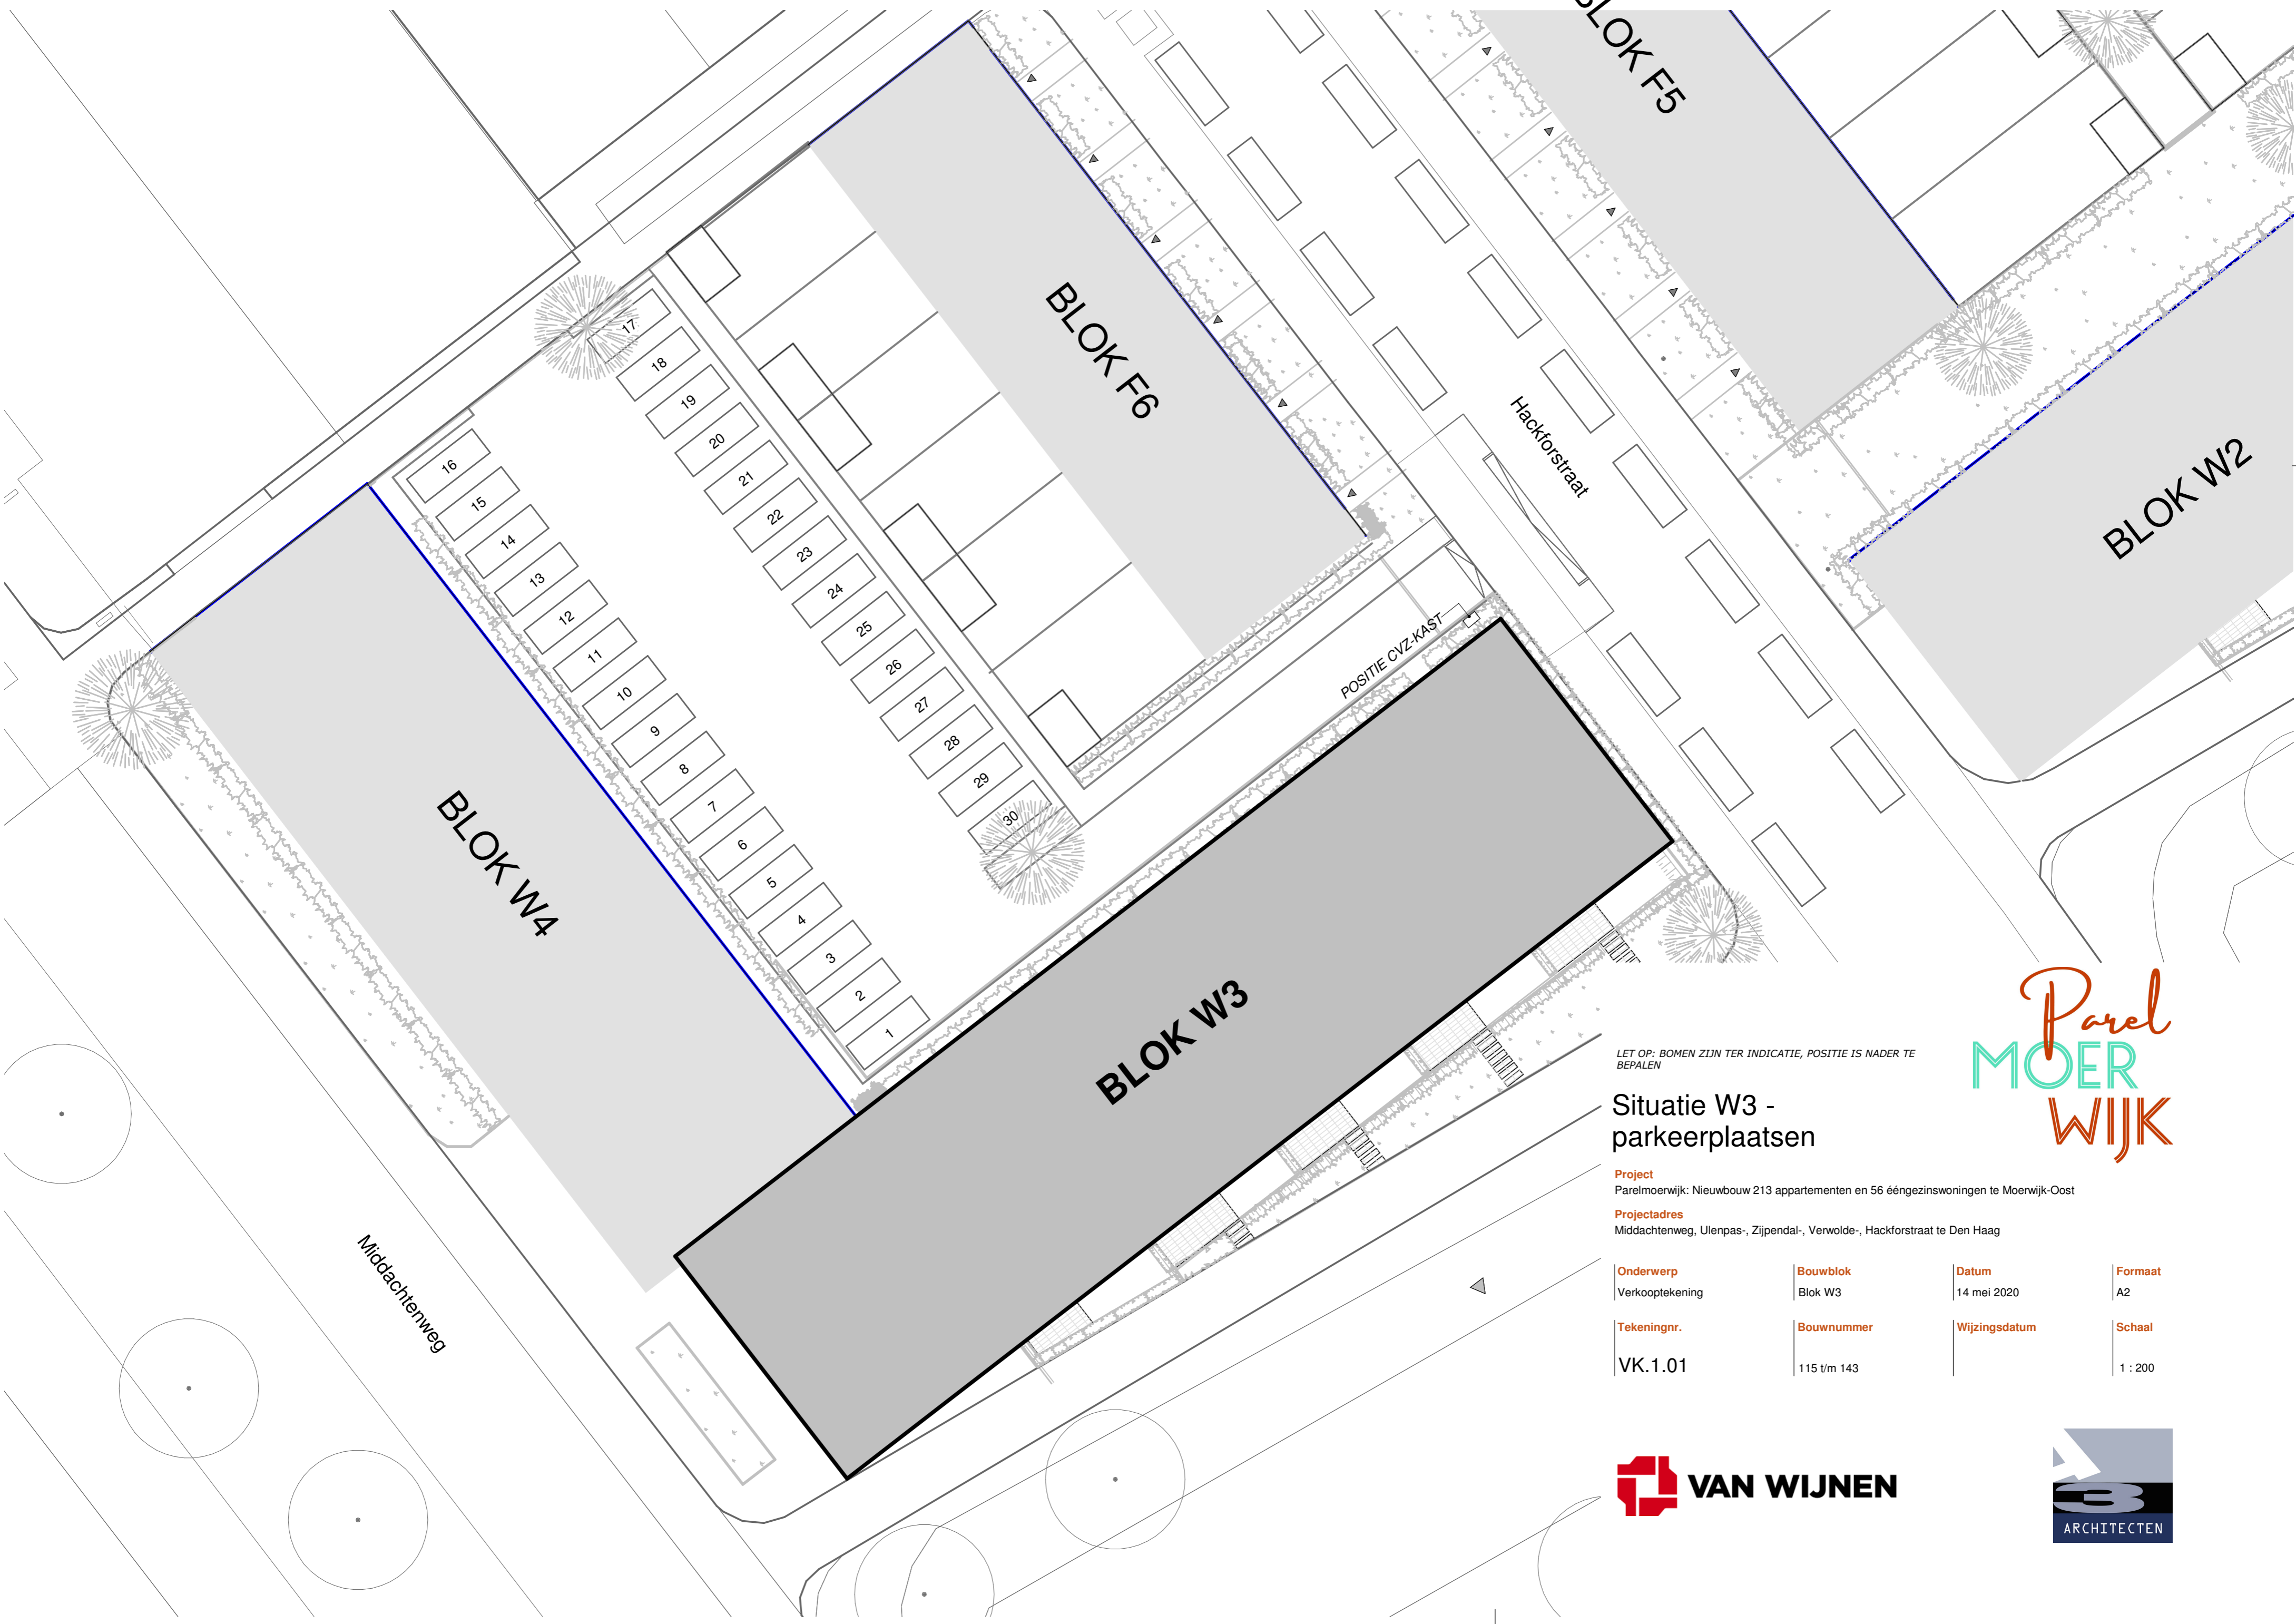 BLOK F5
BLOK F6
Hackforstraat
BLOK W2
17
18
19
20
21
22
23
24
25
26
27
28
29
30
16
15
14
13
12
11
10
9
8
7
6
5
4
3
2
1
POSITIE CVZ-KAST
BLOK W4
BLOK W3
Middachtenweg
Parel
MOER
WIJK
LET OP: BOMEN ZIJN TER INDICATIE, POSITIE IS NADER TE
BEPALEN
Situatie W3 -
parkeerplaatsen
Project
Parelmoerwijk: Nieuwbouw 213 appartementen en 56 ééngezinswoningen te Moerwijk-Oost
Projectadres
Middachtenweg, Ulenpas-, Zijpendal-, Verwolde-, Hackforstraat te Den Haag
Onderwerp Bouwblok Datum Formaat
Verkooptekening Blok W3 14 mei 2020 A2
Tekeningnr. Bouwnummer Wijzingsdatum Schaal
VK.1.01 115 t/m 143 1 : 200
VAN WIJNEN
A3
ARCHITECTEN